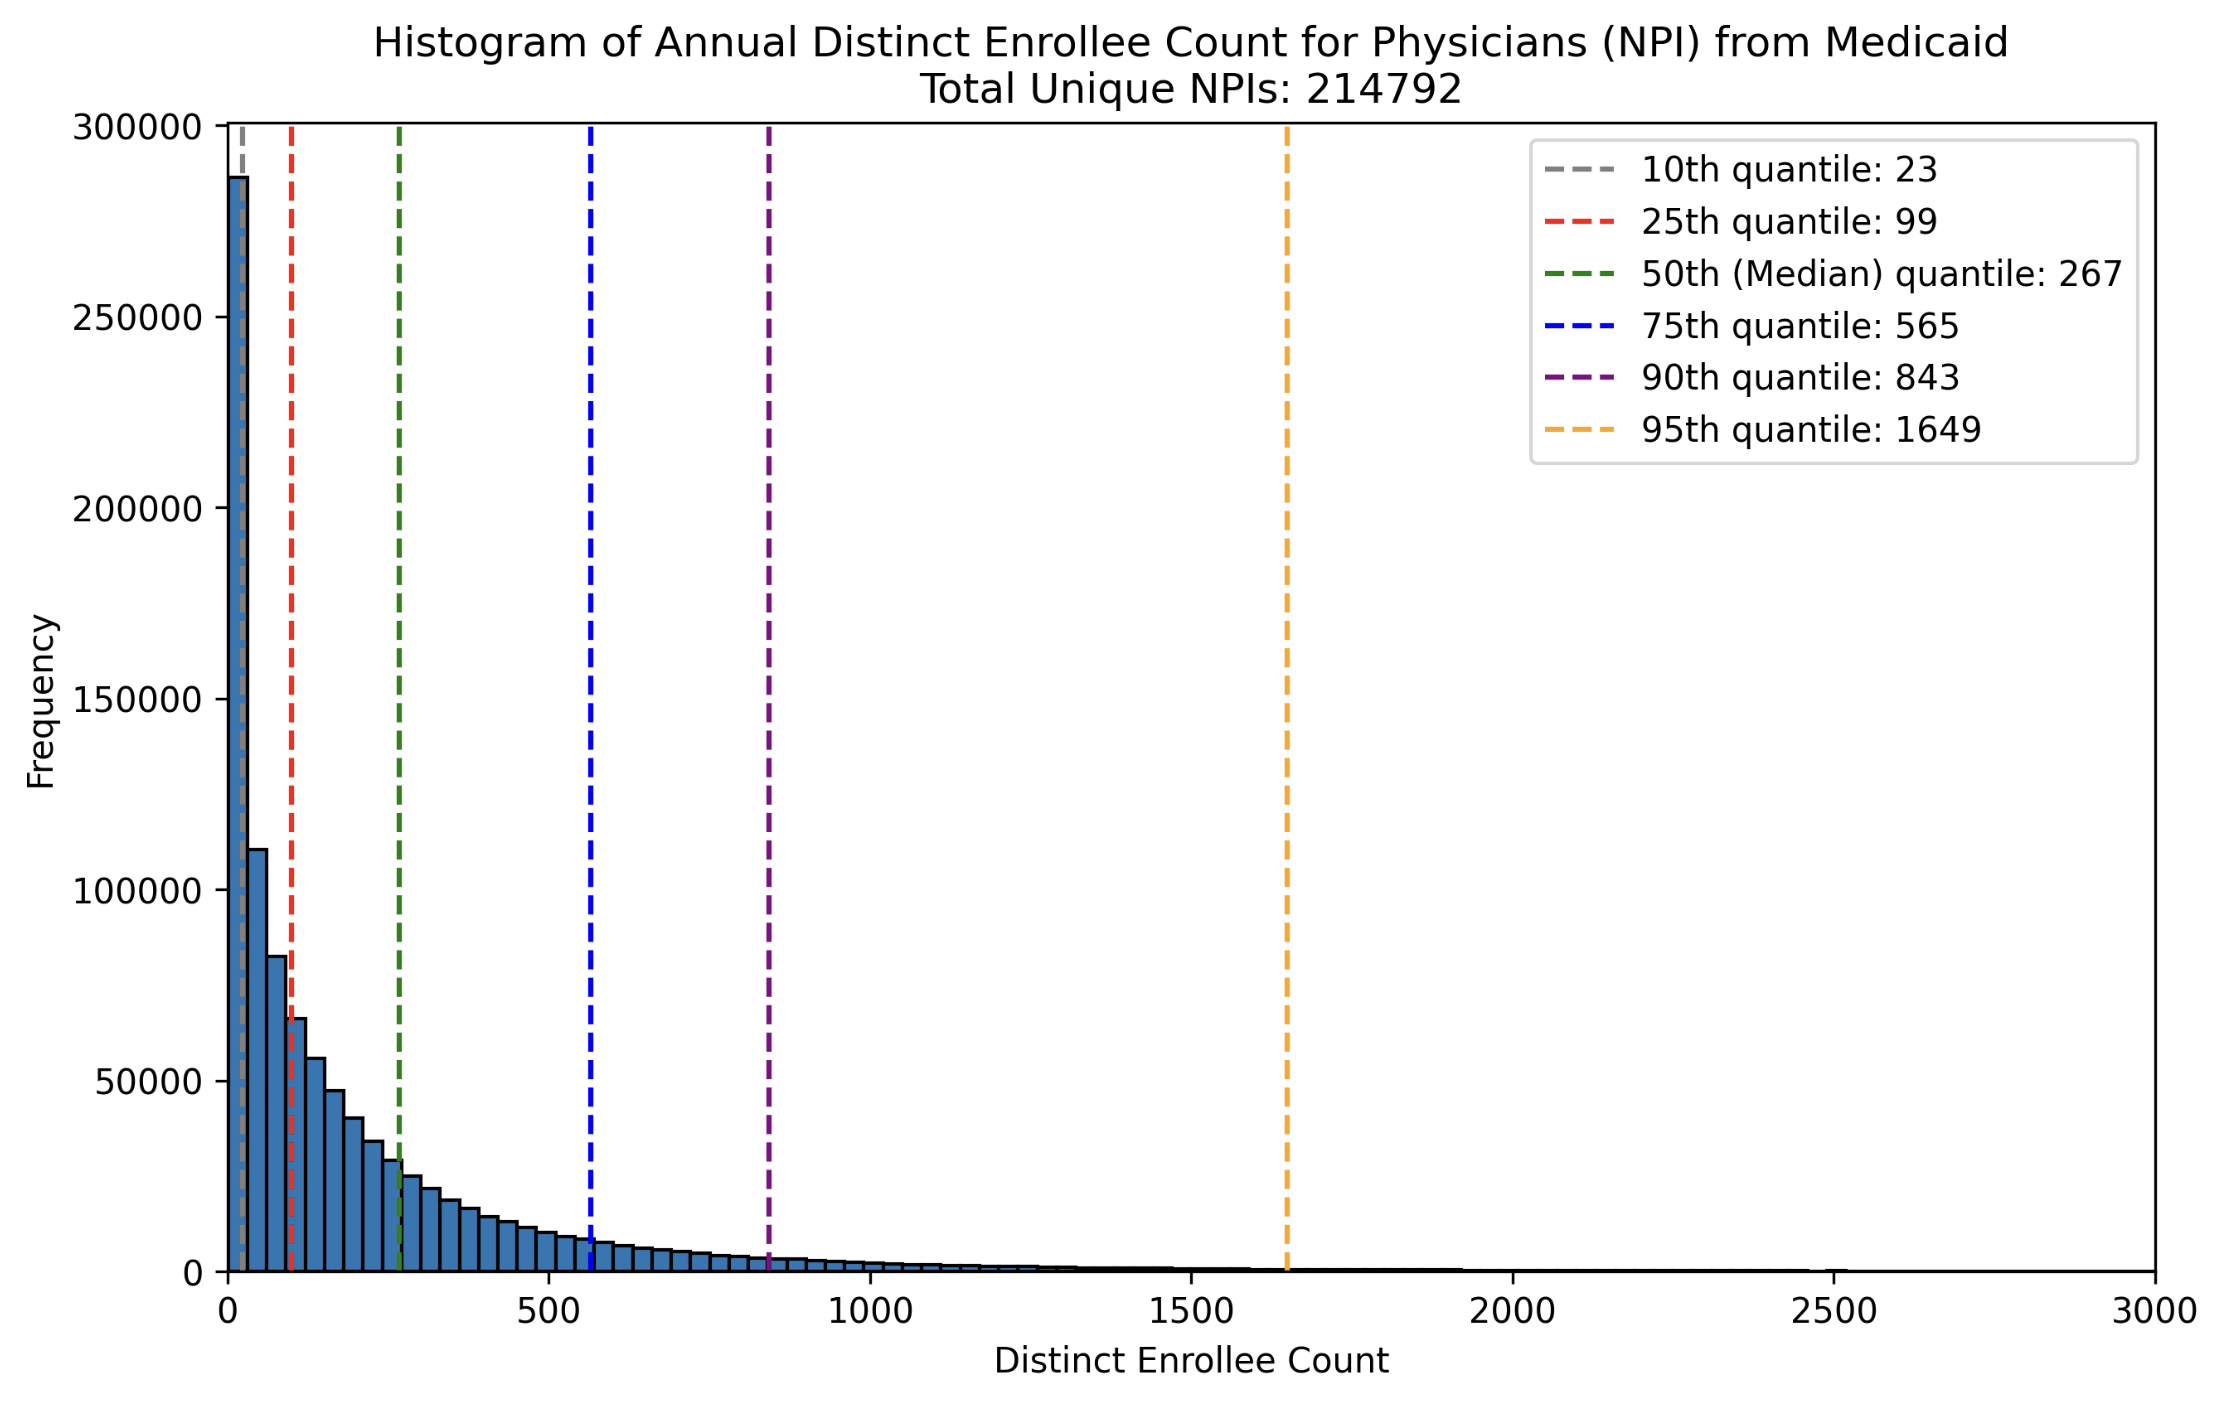 Histogram of Annual Distinct Enrollee Count for Physicians (NPI) from Medicaid
Total Unique NPIs: 214792
300000
250000
200000
150000
100000
50000
0
Frequency
10th quantile: 23
25th quantile: 99
50th (Median) quantile: 267
75th quantile: 565
90th quantile: 843
95th quantile: 1649
0 500 1000 1500 2000 2500 3000
Distinct Enrollee Count